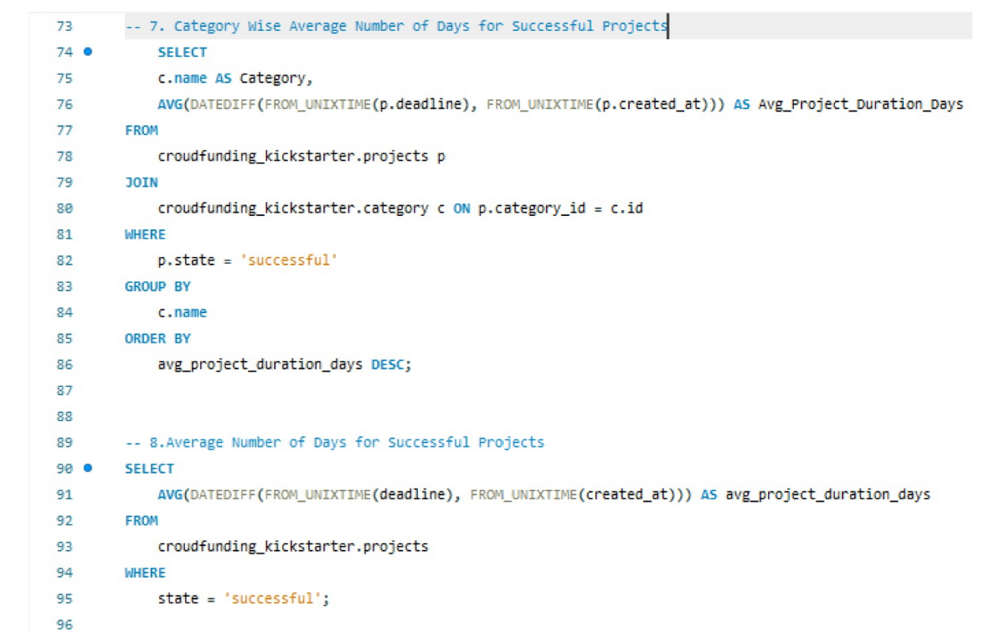 73 -- 7. Category Wise Average Number of Days for Successful Projects
74 SELECT
75 c.name AS Category,
76 AVG(DATEDIFF(FROM_UNIXTIME(p.deadline), FROM_UNIXTIME(p.created_at))) AS Avg_Project_Duration_Days
77 FROM
78 croudfunding_kickstarter.projects p
79 JOIN
80 croudfunding_kickstarter.category c ON p.category_id = c.id
81 WHERE
82 p.state = 'successful'
83 GROUP BY
84 c.name
85 ORDER BY
86 avg_project_duration_days DESC;
87
88
89 -- 8.Average Number of Days for Successful Projects
90 SELECT
91 AVG(DATEDIFF(FROM_UNIXTIME(deadline), FROM_UNIXTIME(created_at))) AS avg_project_duration_days
92 FROM
93 croudfunding_kickstarter.projects
94 WHERE
95 state = 'successful';
96